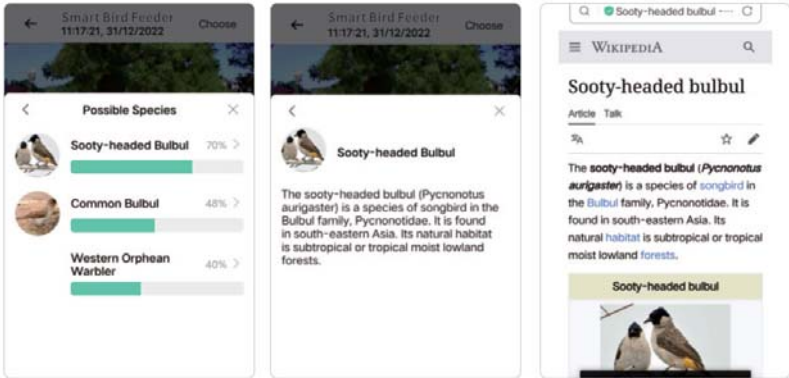 Smart Bird Feeder
11:17:21, 31/12/2022
Choose
Possible Species
Sooty-headed Bulbul 70%
Common Bulbul 48%
Western Orphean
Warbler
40%
Smart Bird Feeder
11:17:21, 31/12/2022
Choose
Sooty-headed Bulbul
The sooty-headed bulbul (Pycnonotus
aurigaster) is a species of songbird in the
Bulbul family, Pycnonotidae. It is found
in south-eastern Asia. Its natural habitat
is subtropical or tropical moist lowland
forests.
Sooty-headed bulbul
WIKIPEDIA
Sooty-headed bulbul
Article Talk
The sooty-headed bulbul (Pycnonotus
aurigaster) is a species of songbird in
the Bulbul family, Pycnonotidae. It is
found in south-eastern Asia. Its
natural habitat is subtropical or tropical
moist lowland forests.
Sooty-headed bulbul